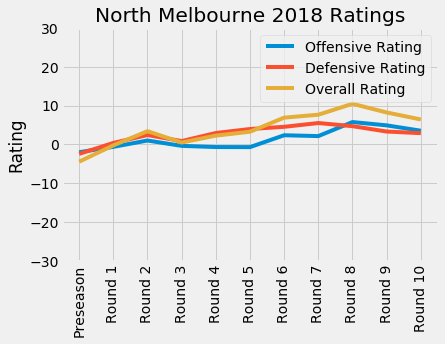 North Melbourne 2018 Ratings
Offensive Rating
Defensive Rating
Overall Rating
Rating
30
20
10
0
−10
−20
−30
Preseason
Round 1
Round 2
Round 3
Round 4
Round 5
Round 6
Round 7
Round 8
Round 9
Round 10